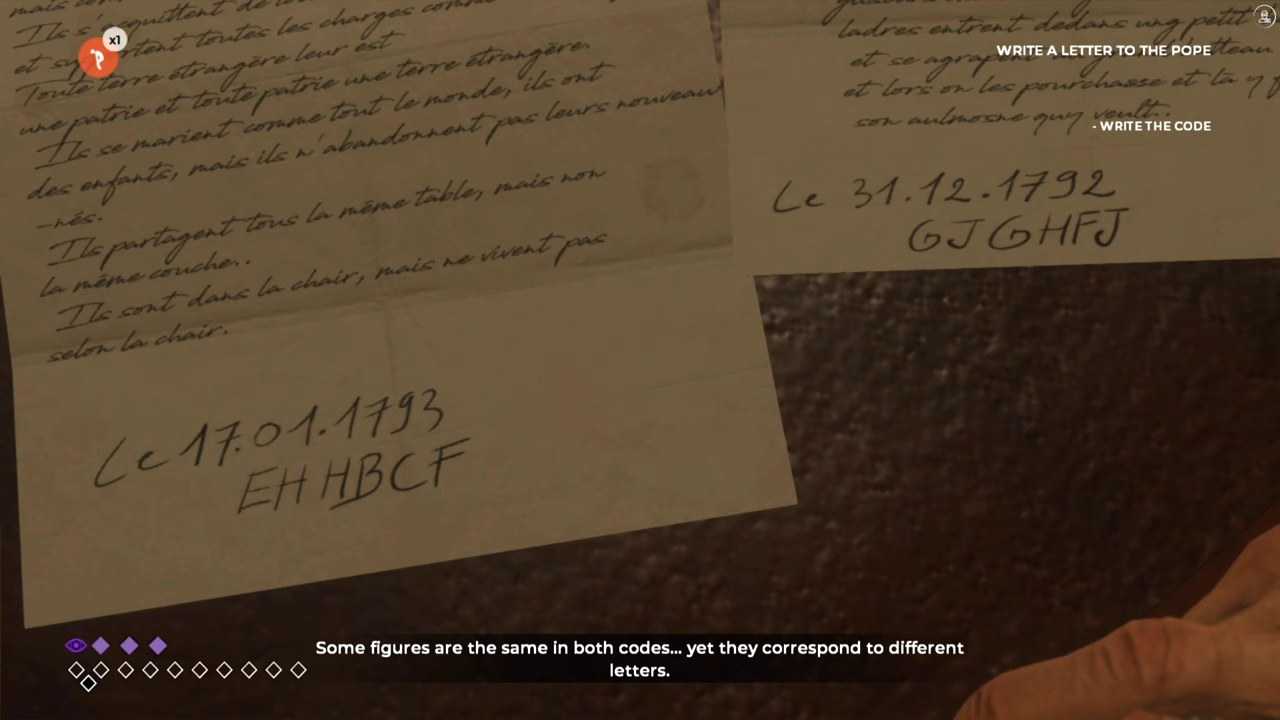 Ils s'acquittent de
et supportent toutes les charges comme
Toute terre étrangère leur est
une patrie et toute patrie une terre étrangère.
Ils se marient comme tout le monde, ils ont
des enfants, mais ils n'abandonnent pas leurs nouveaux
-nés.
Ils partagent tous la même table, mais non
la même couche..
Ils sont dans la chair, mais ne vivent pas
selon la chair.
Le 17.01.1793
EHHBCF
ladres entrent dedans ung petit
et se agrapent
et lors on les pourchasse et la y
son aulmosne quy veult..
Le 31.12.1792
GJGHFJ
x1
WRITE A LETTER TO THE POPE
- WRITE THE CODE
Some figures are the same in both codes... yet they correspond to different
letters.